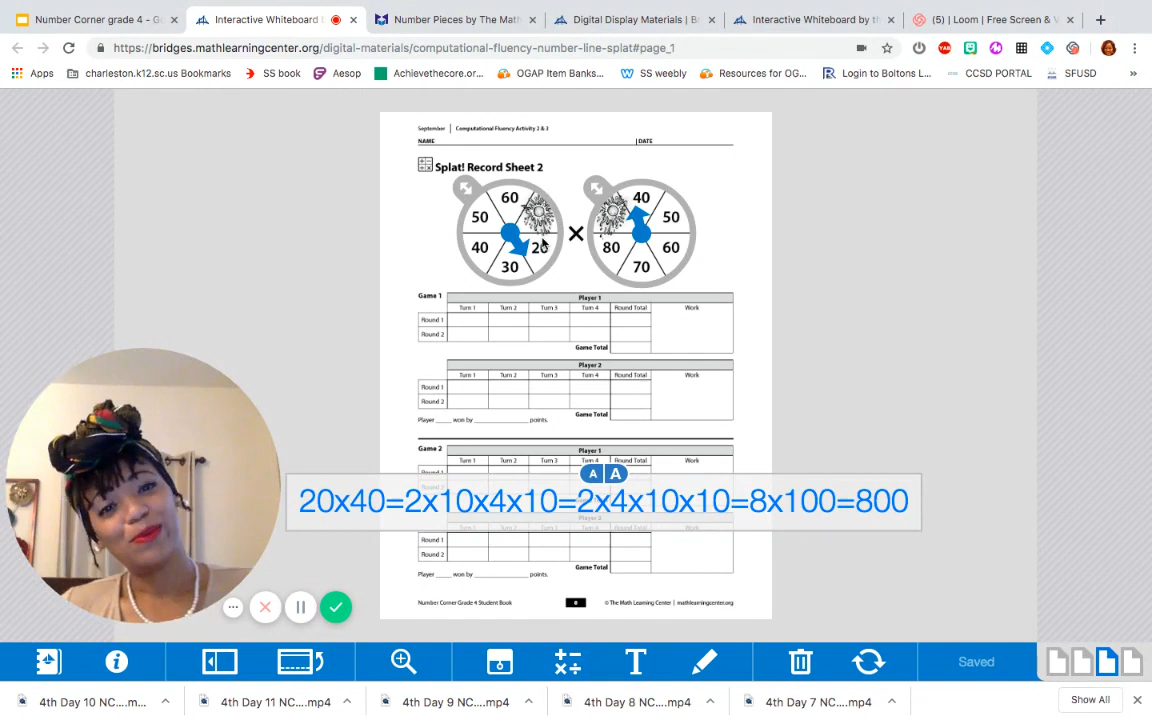 Number Corner grade 4 - Go
Interactive Whiteboard b
Number Pieces by The Math
Digital Display Materials | Br
Interactive Whiteboard by th
(5) | Loom | Free Screen & V
https://bridges.mathlearningcenter.org/digital-materials/computational-fluency-number-line-splat#page_1
YAB
Apps
charleston.k12.sc.us Bookmarks
SS book
Aesop
Achievethecore.or...
OGAP Item Banks...
SS weekly
Resources for OG...
Login to Boltons L...
CCSD PORTAL
SFUSD
September | Computational Fluency Activity 2 & 3
NAME | DATE
Splat! Record Sheet 2
60
50
40
30
20
×
40
50
60
70
80
Game 1
Player 1
Turn 1 Turn 2 Turn 3 Turn 4 Round Total Work
Round 1
Round 2
Game Total
Player 2
Turn 1 Turn 2 Turn 3 Turn 4 Round Total Work
Round 1
Round 2
Game Total
Player ____ won by ____________ points.
Game 2
Player 1
Turn 1 Turn 2 Turn 3 Turn 4 Round Total Work
A A
20x40=2x10x4x10=2x4x10x10=8x100=800
Round 1
Round 2
Game Total
Player ____ won by ____________ points.
Number Corner Grade 4 Student Book 8 © The Math Learning Center | mathlearningcenter.org
T
Saved
4th Day 10 NC....m...
4th Day 11 NC....mp4
4th Day 9 NC....mp4
4th Day 8 NC....mp4
4th Day 7 NC....mp4
Show All